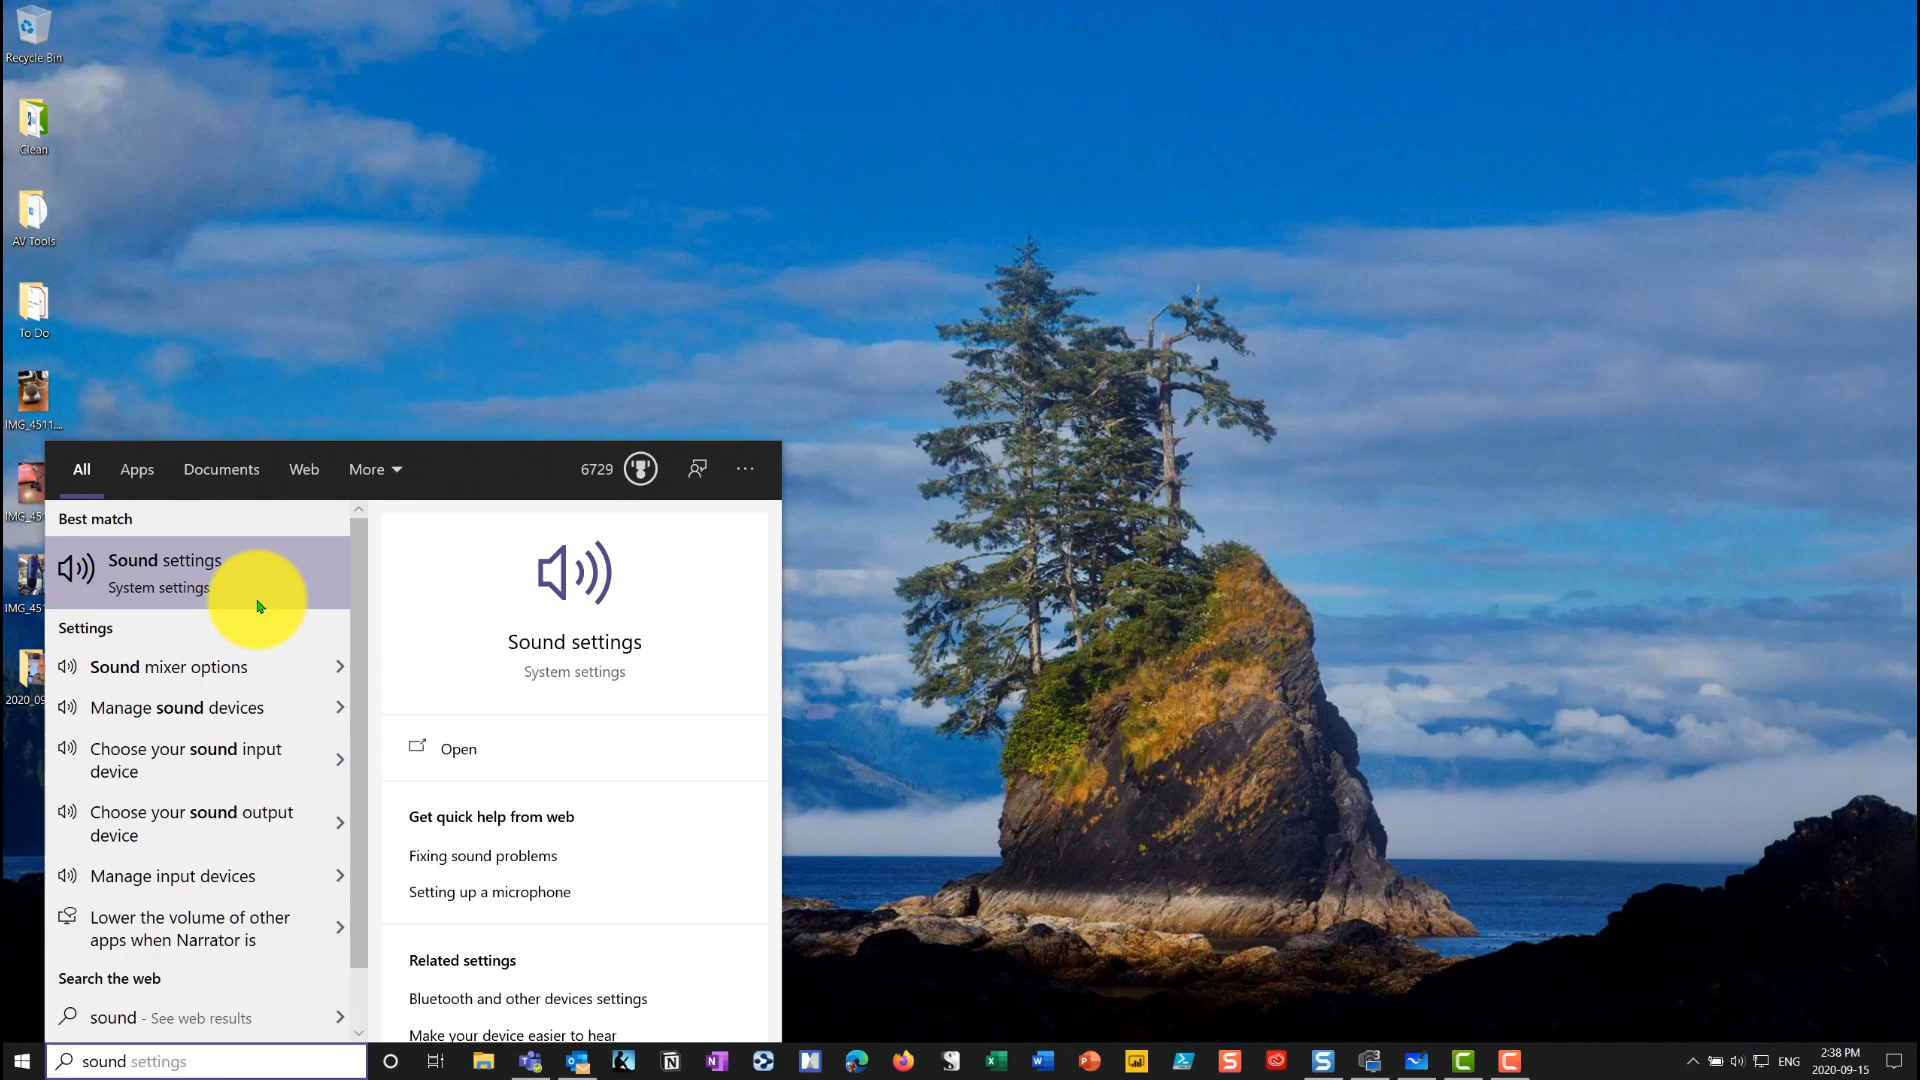 Recycle Bin
Clean
AV Tools
To Do
IMG_4511....
IMG_451
IMG_451
2020_09
All
Apps
Documents
Web
More
6729
Best match
Sound settings
System settings
Settings
Sound mixer options
Manage sound devices
Choose your sound input
device
Choose your sound output
device
Manage input devices
Lower the volume of other
apps when Narrator is
Search the web
sound - See web results
Sound settings
System settings
Open
Get quick help from web
Fixing sound problems
Setting up a microphone
Related settings
Bluetooth and other devices settings
Make your device easier to hear
sound settings
ENG
2:38 PM
2020-09-15